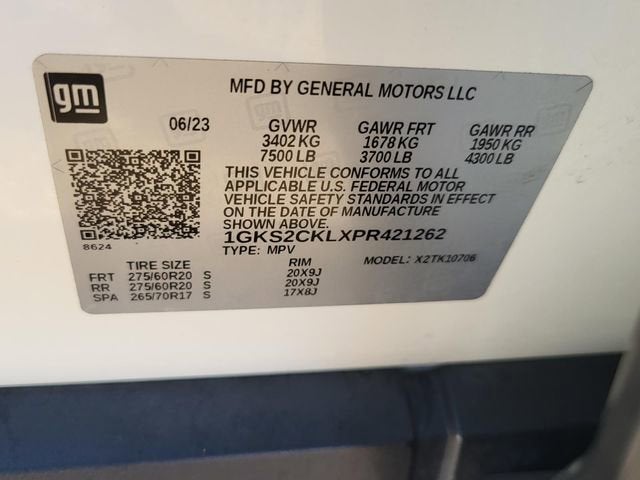 gm
MFD BY GENERAL MOTORS LLC
06/23 GVWR GAWR FRT GAWR RR
3402 KG 1678 KG 1950 KG
7500 LB 3700 LB 4300 LB
THIS VEHICLE CONFORMS TO ALL
APPLICABLE U.S. FEDERAL MOTOR
VEHICLE SAFETY STANDARDS IN EFFECT
ON THE DATE OF MANUFACTURE
SHOWN ABOVE.
8624
1GKS2CKLXPR421262
TYPE: MPV MODEL: X2TK10706
TIRE SIZE RIM
FRT 275/60R20 S 20X9J
RR 275/60R20 S 20X9J
SPA 265/70R17 S 17X8J